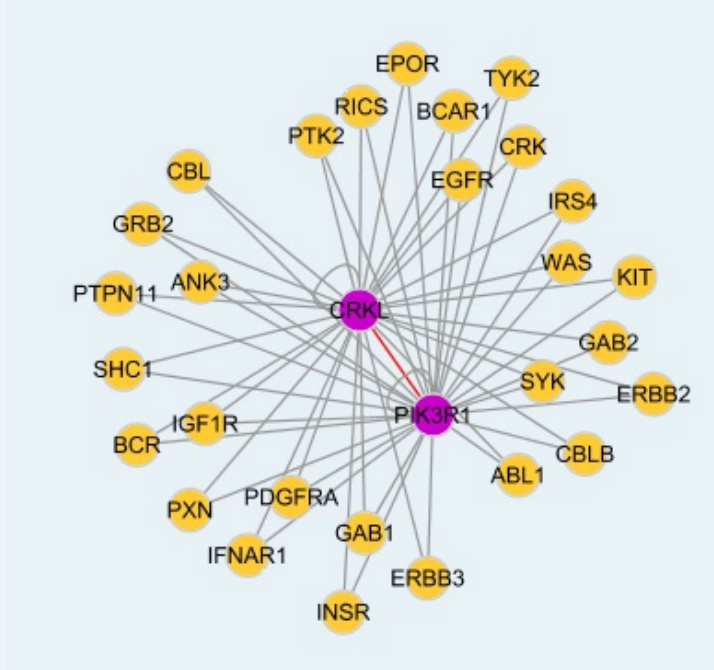 EPOR
TYK2
RICS
BCAR1
PTK2
CRK
CBL
EGFR
IRS4
GRB2
WAS
KIT
ANK3
PTPN11
CRKL
GAB2
SHC1
SYK
ERBB2
PIK3R1
IGF1R
BCR
CBLB
ABL1
PDGFRA
PXN
GAB1
IFNAR1
ERBB3
INSR